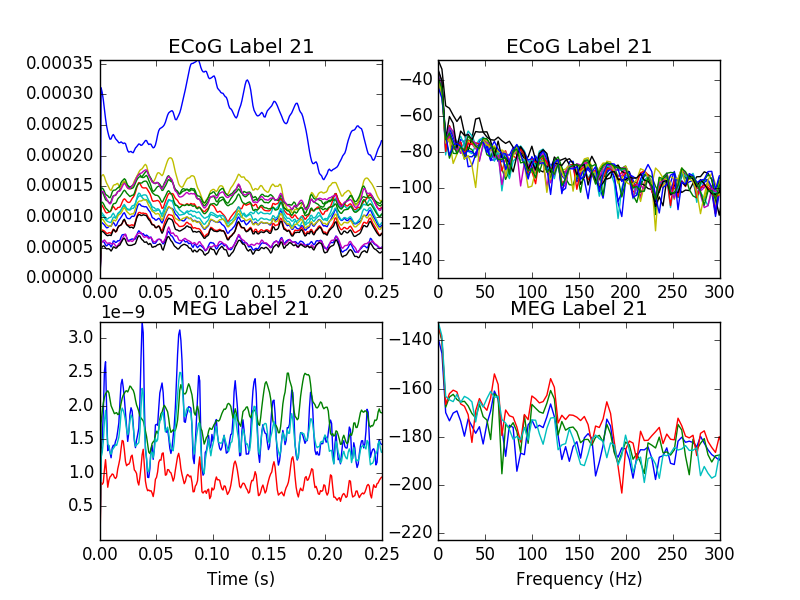 ECoG Label 21
0.00035
0.00030
0.00025
0.00020
0.00015
0.00010
0.00005
0.00000
0.00 0.05 0.10 0.15 0.20 0.25
ECoG Label 21
−40
−60
−80
−100
−120
−140
0 50 100 150 200 250 300
MEG Label 21
1e−9
3.0
2.5
2.0
1.5
1.0
0.5
0.00 0.05 0.10 0.15 0.20 0.25
Time (s)
MEG Label 21
−140
−160
−180
−200
−220
0 50 100 150 200 250 300
Frequency (Hz)